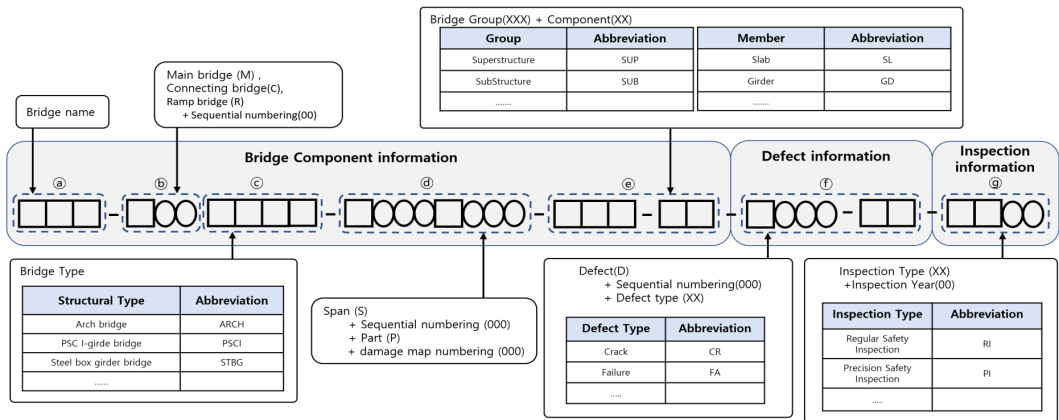 Bridge Group(XXX) + Component(XX)
Group Abbreviation Member Abbreviation
Superstructure SUP Slab SL
SubStructure SUB Girder GD
....... .......
Main bridge (M) ,
Connecting bridge(C),
Ramp bridge (R)
+ Sequential numbering(00)
Bridge name
Bridge Component information
Defect information
Inspection
information
ⓐ ⓑ ⓒ ⓓ ⓔ ⓕ ⓖ
Bridge Type
Structural Type Abbreviation
Arch bridge ARCH
PSC I-girde bridge PSCI
Steel box girder bridge STBG
......
Span (S)
+ Sequential numbering (000)
+ Part (P)
+ damage map numbering (000)
Defect(D)
+ Sequential numbering(000)
+ Defect type (XX)
Defect Type Abbreviation
Crack CR
Failure FA
.....
Inspection Type (XX)
+Inspection Year(00)
Inspection Type Abbreviation
Regular Safety
Inspection RI
Precision Safety
Inspection PI
.....